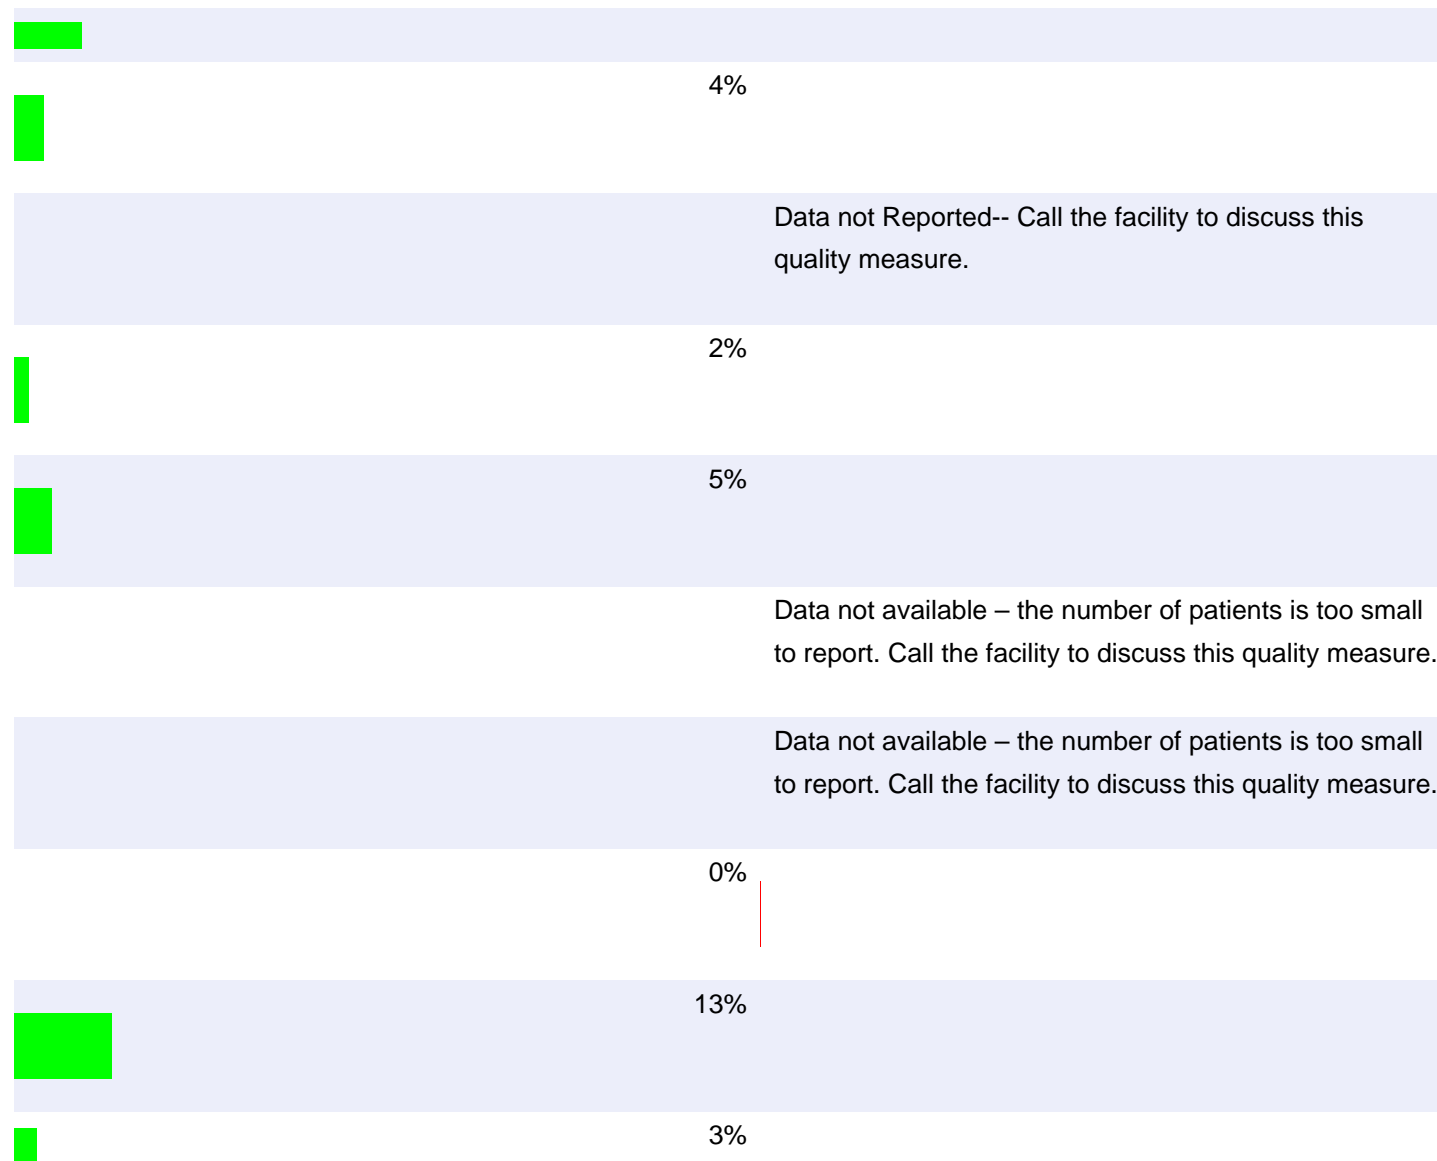 4%
Data not Reported-- Call the facility to discuss this
quality measure.
2%
5%
Data not available – the number of patients is too small
to report. Call the facility to discuss this quality measure.
Data not available – the number of patients is too small
to report. Call the facility to discuss this quality measure.
0%
13%
3%